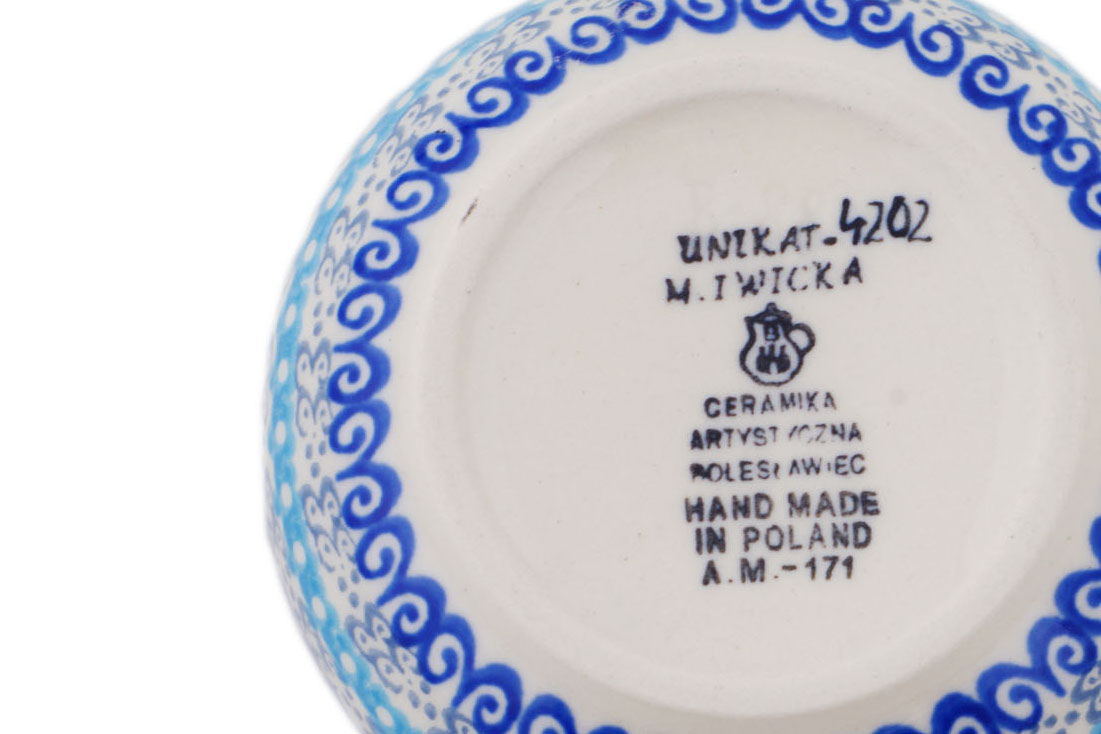 UNIKAT-4202
M. IWICKA
B
CERAMIKA
ARTYSTYCZNA
BOLESŁAWIEC
HAND MADE
IN POLAND
A.M.-171